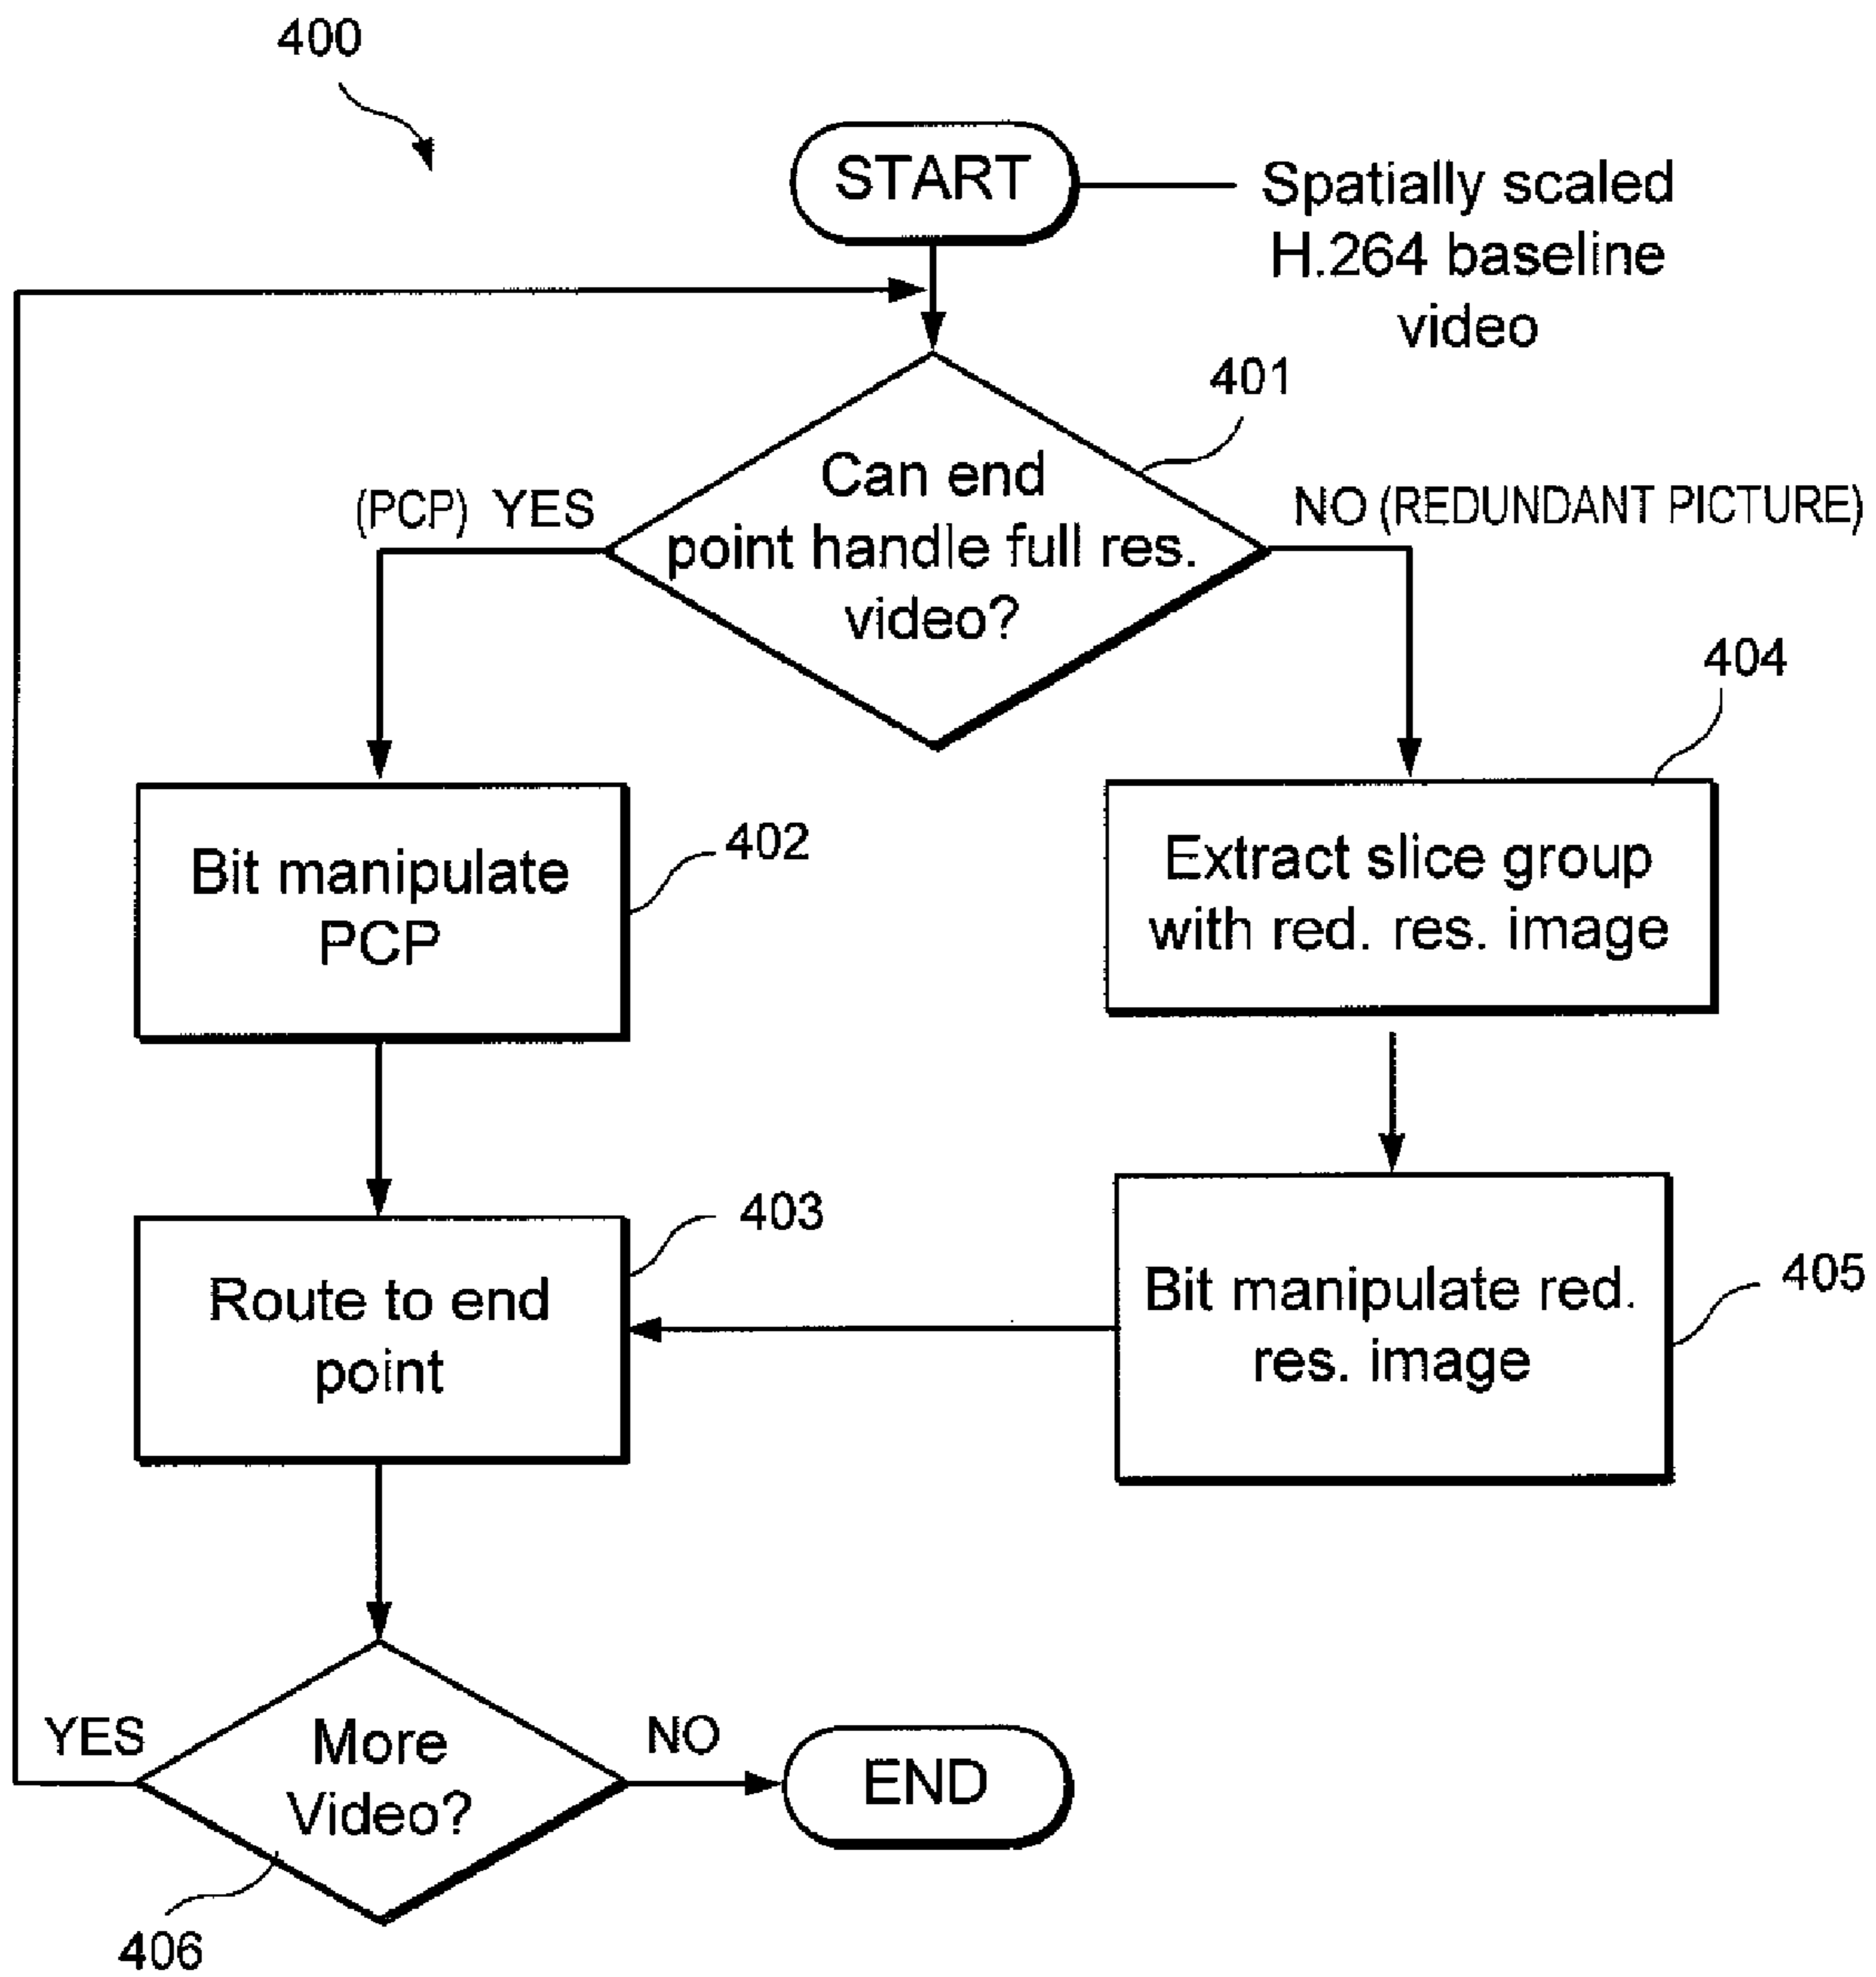 400
START
Spatially scaled
H.264 baseline
video
401
Can end
point handle full res.
video?
(PCP) YES
NO (REDUNDANT PICTURE)
404
Bit manipulate
PCP
402
Extract slice group
with red. res. image
403
Route to end
point
Bit manipulate red.
res. image
405
YES
More
Video?
NO
END
406